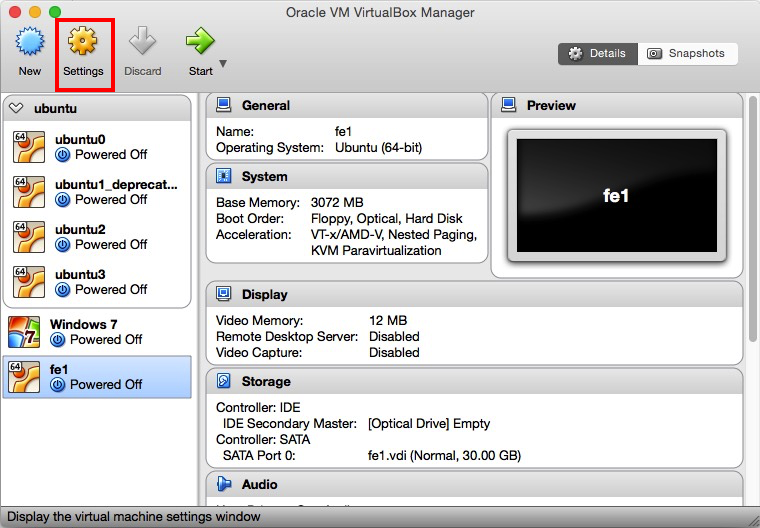 Oracle VM VirtualBox Manager
New
Settings
Discard
Start
Details
Snapshots
ubuntu
64
ubuntu0
Powered Off
64
ubuntu1_deprecat...
Powered Off
64
ubuntu2
Powered Off
64
ubuntu3
Powered Off
7
Windows 7
Powered Off
64
fe1
Powered Off
General
Name: fe1
Operating System: Ubuntu (64-bit)
System
Base Memory: 3072 MB
Boot Order: Floppy, Optical, Hard Disk
Acceleration: VT-x/AMD-V, Nested Paging,
KVM Paravirtualization
Preview
fe1
Display
Video Memory: 12 MB
Remote Desktop Server: Disabled
Video Capture: Disabled
Storage
Controller: IDE
IDE Secondary Master: [Optical Drive] Empty
Controller: SATA
SATA Port 0: fe1.vdi (Normal, 30.00 GB)
Audio
Display the virtual machine settings window